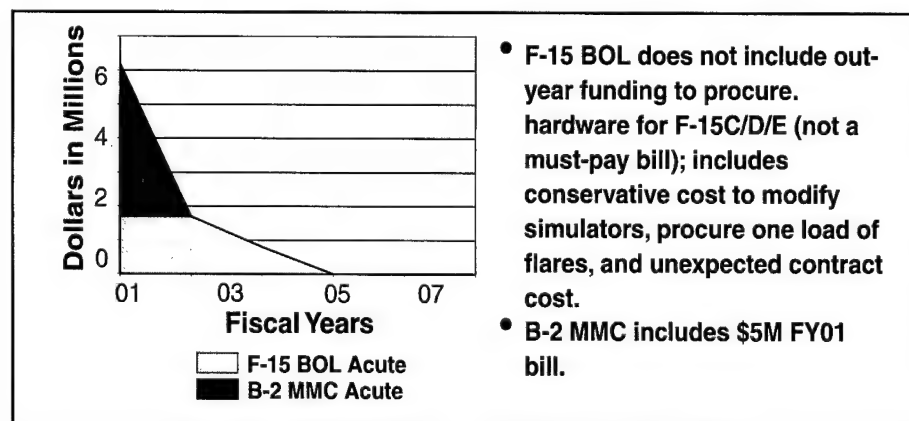 Dollars in Millions
6
4
2
0
01 03 05 07
Fiscal Years
F-15 BOL Acute
B-2 MMC Acute
• F-15 BOL does not include out-
year funding to procure.
hardware for F-15C/D/E (not a
must-pay bill); includes
conservative cost to modify
simulators, procure one load of
flares, and unexpected contract
cost.
• B-2 MMC includes $5M FY01
bill.